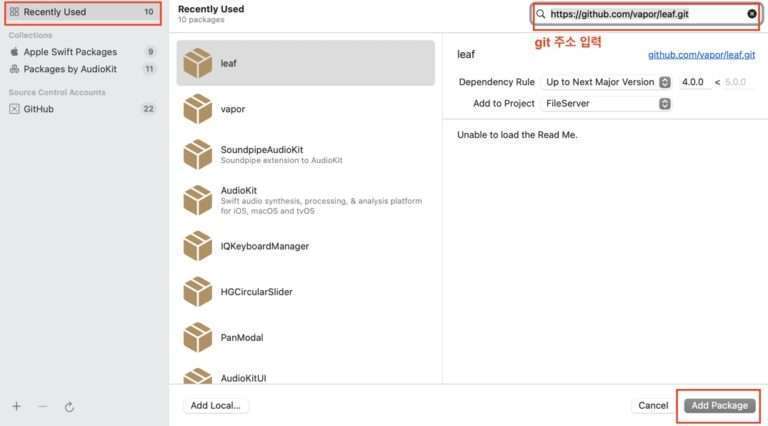 Recently Used 10
Collections
Apple Swift Packages 9
Packages by AudioKit 11
Source Control Accounts
GitHub 22
Recently Used
10 packages
leaf
vapor
SoundpipeAudioKit
Soundpipe extension to AudioKit
AudioKit
Swift audio synthesis, processing, & analysis platform
for iOS, macOS and tvOS
IQKeyboardManager
HGCircularSlider
PanModal
AudioKitUI
Add Local...
https://github.com/vapor/leaf.git
git 주소 입력
leaf github.com/vapor/leaf.git
Dependency Rule Up to Next Major Version 4.0.0 < 5.0.0
Add to Project FileServer
Unable to load the Read Me.
Cancel Add Package